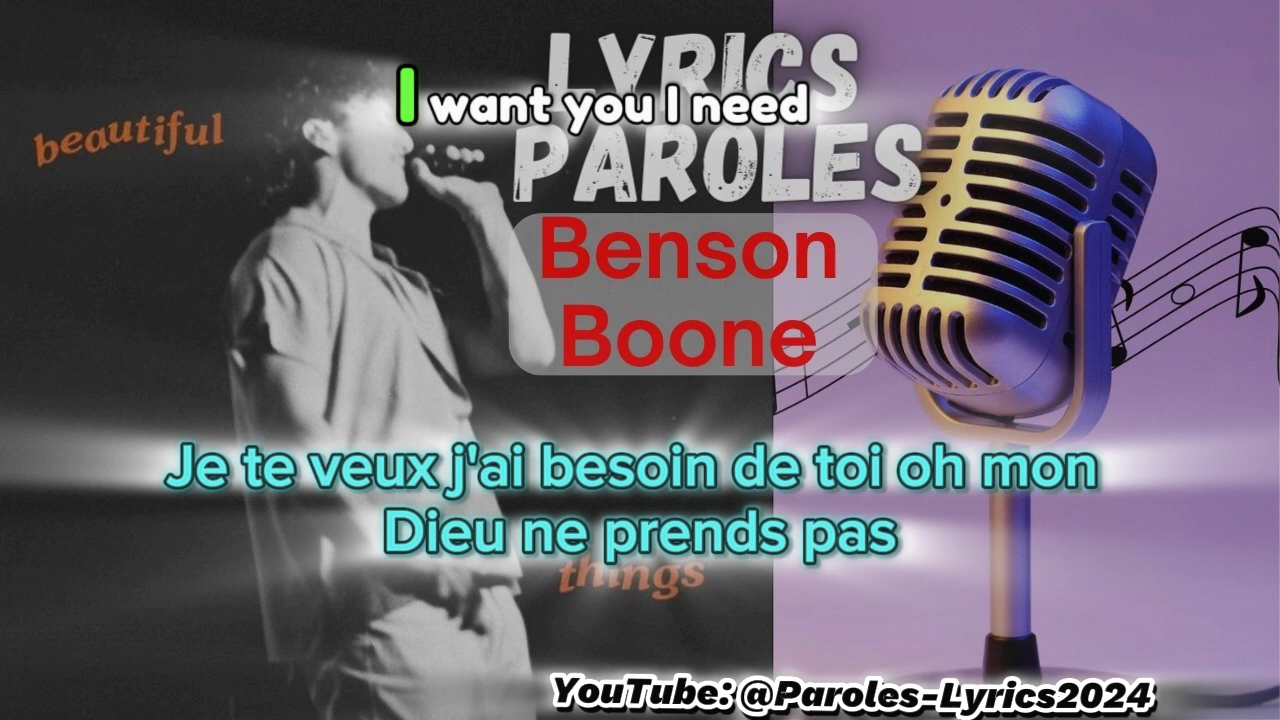 LYRICS
I want you I need
beautiful
PAROLES
Benson
Boone
Je te veux j'ai besoin de toi oh mon
Dieu ne prends pas
things
YouTube: @Paroles-Lyrics2024